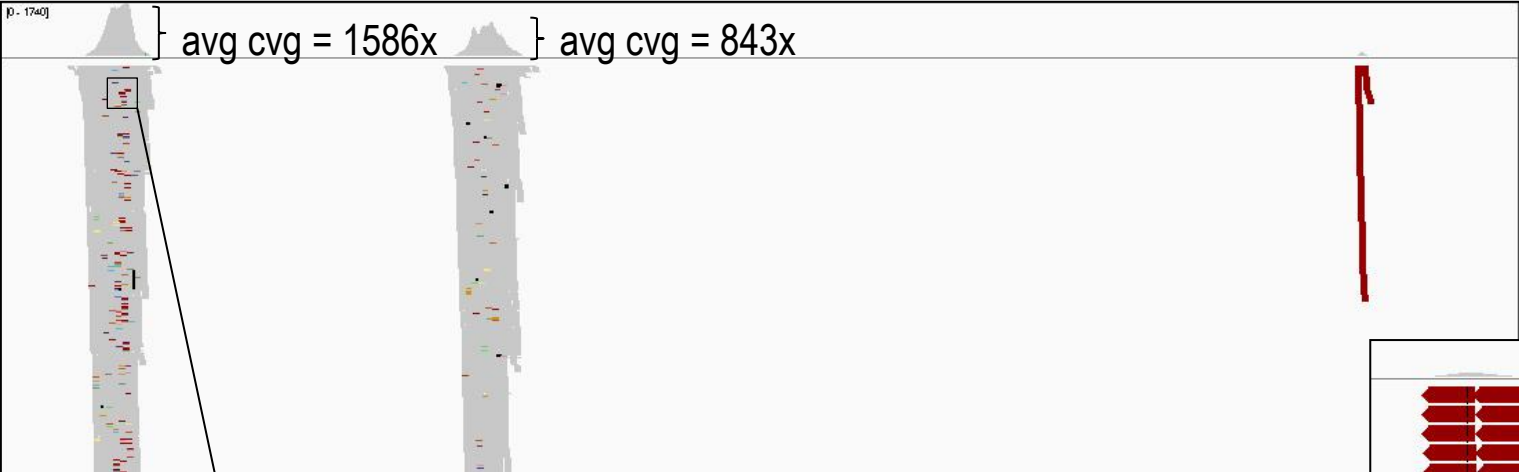 [0 - 1740]
avg cvg = 1586x
avg cvg = 843x